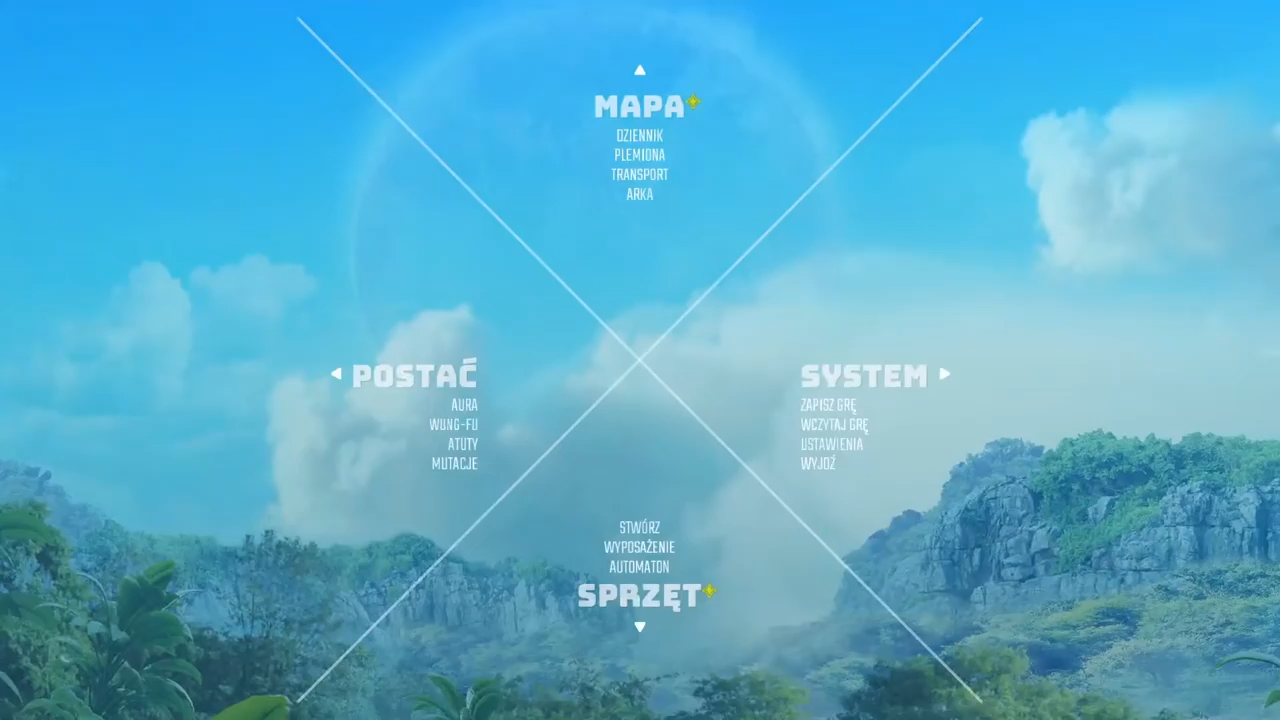 MAPA
DZIENNIK
PLEMIONA
TRANSPORT
ARKA
POSTAĆ
AURA
WUNG-FU
ATUTY
MUTACJE
SYSTEM
ZAPISZ GRĘ
WCZYTAJ GRĘ
USTAWIENIA
WYJDŹ
STWÓRZ
WYPOSAŻENIE
AUTOMATON
SPRZĘT